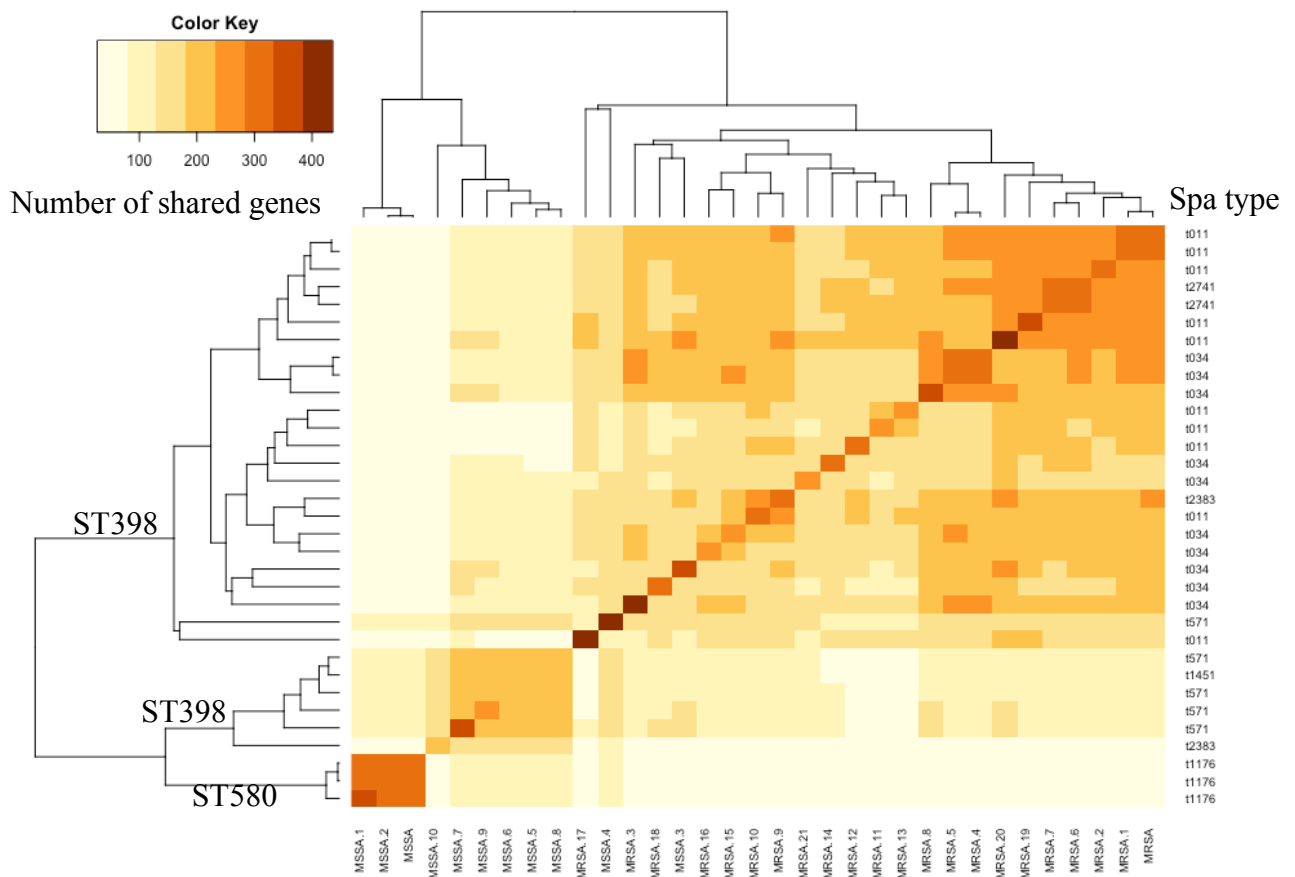 Color Key
100 200 300 400
Number of shared genes
Spa type
t011
t011
t011
t2741
t2741
t011
t011
t034
t034
t034
t011
t011
t011
t034
t034
t2383
t011
t034
t034
t034
t034
t034
t571
t011
t571
t1451
t571
t571
t571
t2383
t1176
t1176
t1176
ST398
ST398
ST580
MSSA.1
MSSA.2
MSSA
MSSA.10
MSSA.7
MSSA.9
MSSA.6
MSSA.5
MSSA.8
MRSA.17
MSSA.4
MRSA.3
MRSA.18
MSSA.3
MRSA.16
MRSA.15
MRSA.10
MRSA.9
MRSA.21
MRSA.14
MRSA.12
MRSA.11
MRSA.13
MRSA.8
MRSA.5
MRSA.4
MRSA.20
MRSA.19
MRSA.7
MRSA.6
MRSA.2
MRSA.1
MRSA